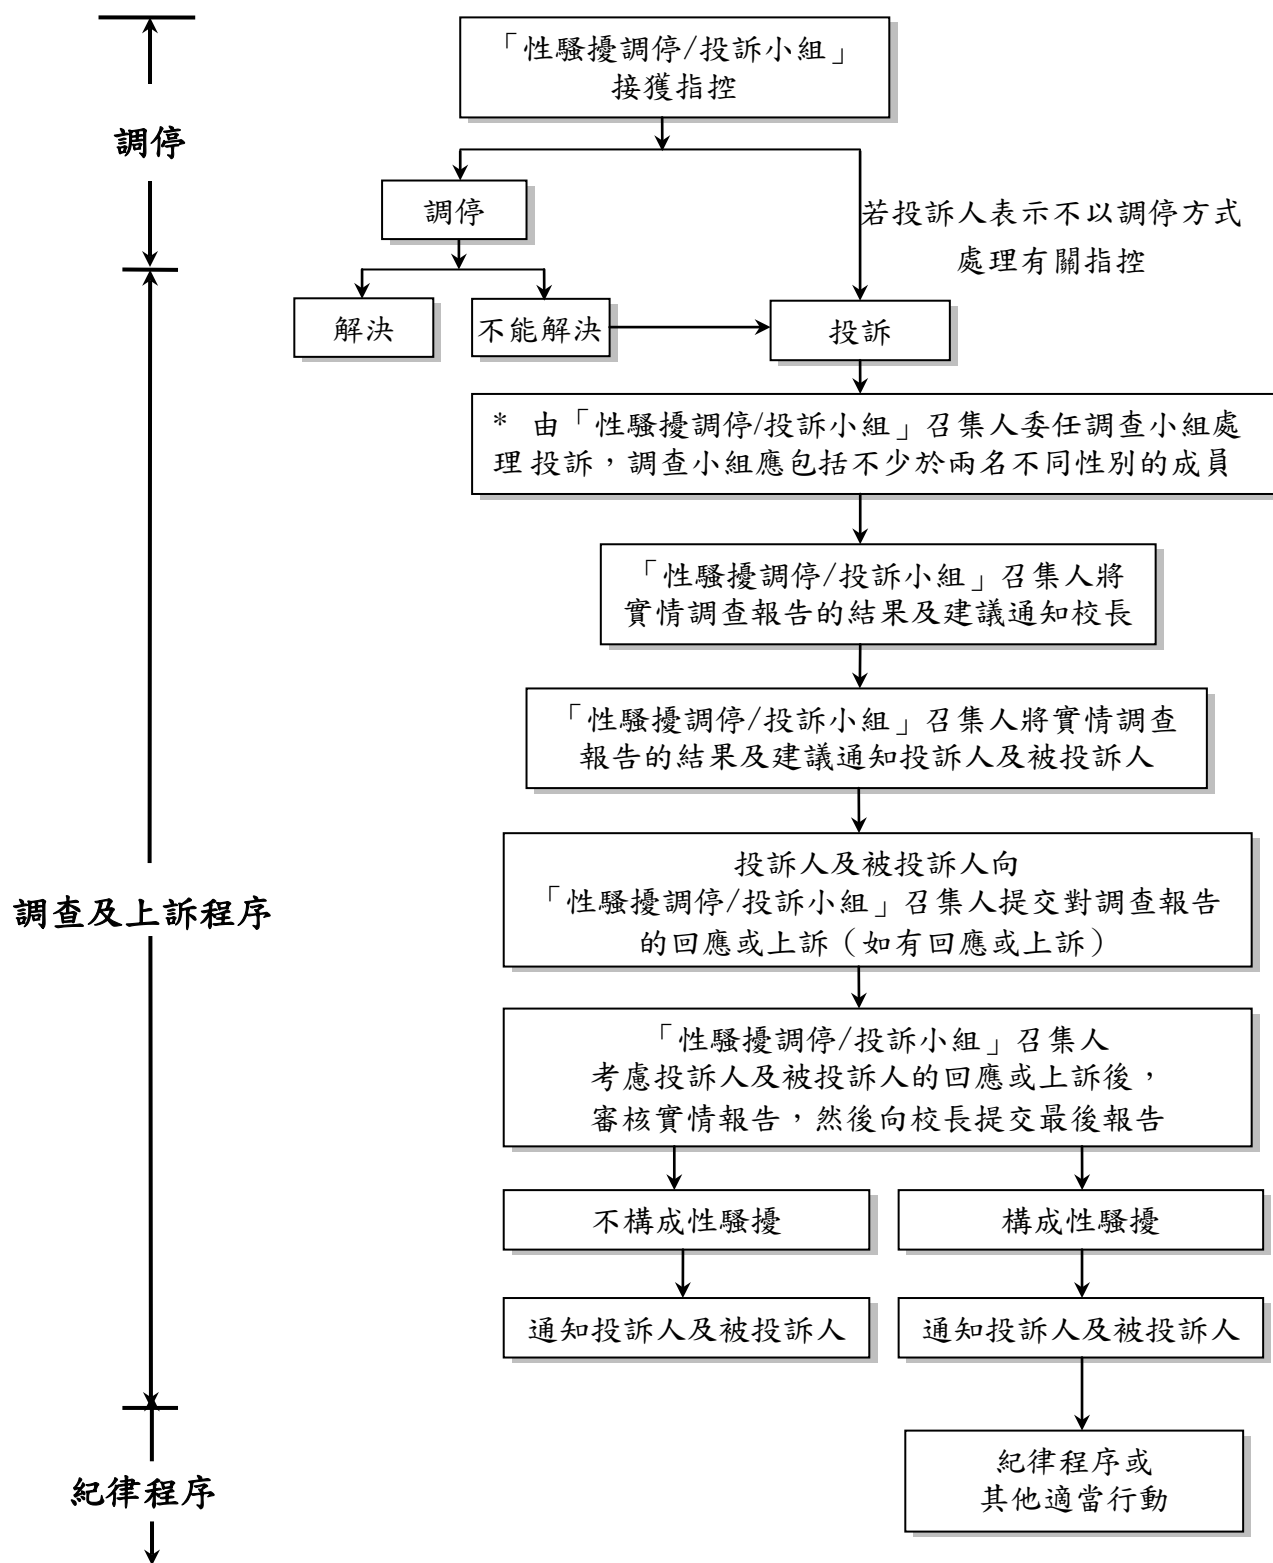 「性騷擾調停/投訴小組」
接獲指控
調停
調停
若投訴人表示不以調停方式
處理有關指控
解決
不能解決
投訴
* 由「性騷擾調停/投訴小組」召集人委任調查小組處
理投訴，調查小組應包括不少於兩名不同性別的成員
「性騷擾調停/投訴小組」召集人將
實情調查報告的結果及建議通知校長
「性騷擾調停/投訴小組」召集人將實情調查
報告的結果及建議通知投訴人及被投訴人
調查及上訴程序
投訴人及被投訴人向
「性騷擾調停/投訴小組」召集人提交對調查報告
的回應或上訴（如有回應或上訴）
「性騷擾調停/投訴小組」召集人
考慮投訴人及被投訴人的回應或上訴後，
審核實情報告，然後向校長提交最後報告
不構成性騷擾
構成性騷擾
通知投訴人及被投訴人
通知投訴人及被投訴人
紀律程序
紀律程序或
其他適當行動